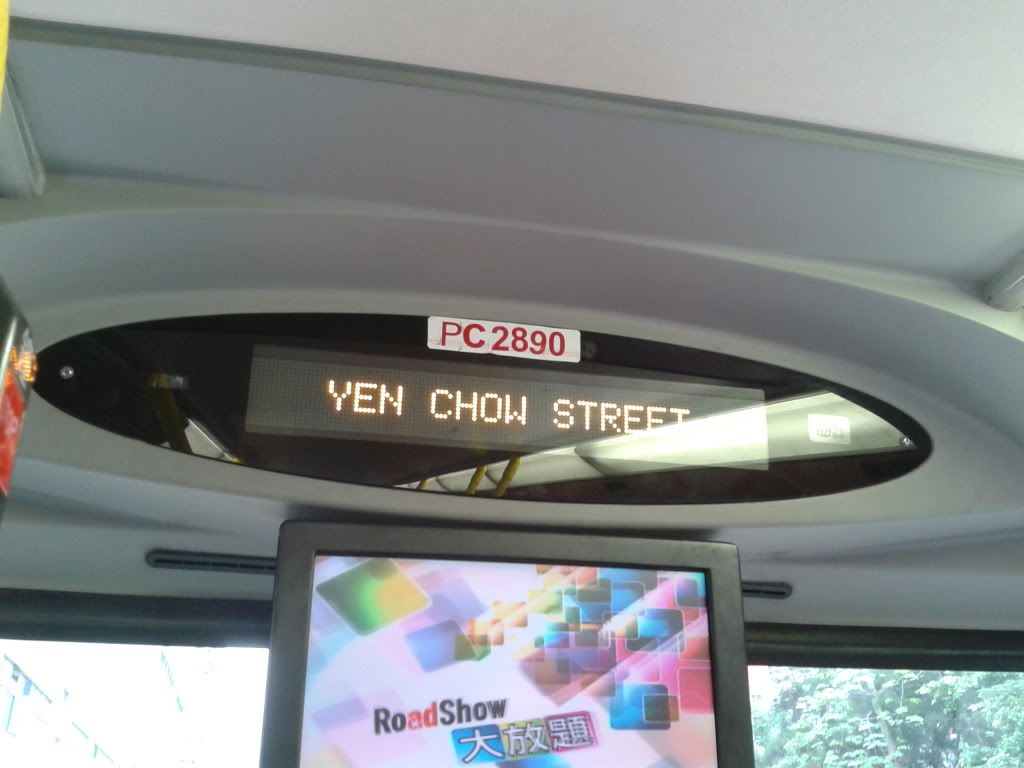 PC2890
YEN CHOW STREET
RoadShow
大放題